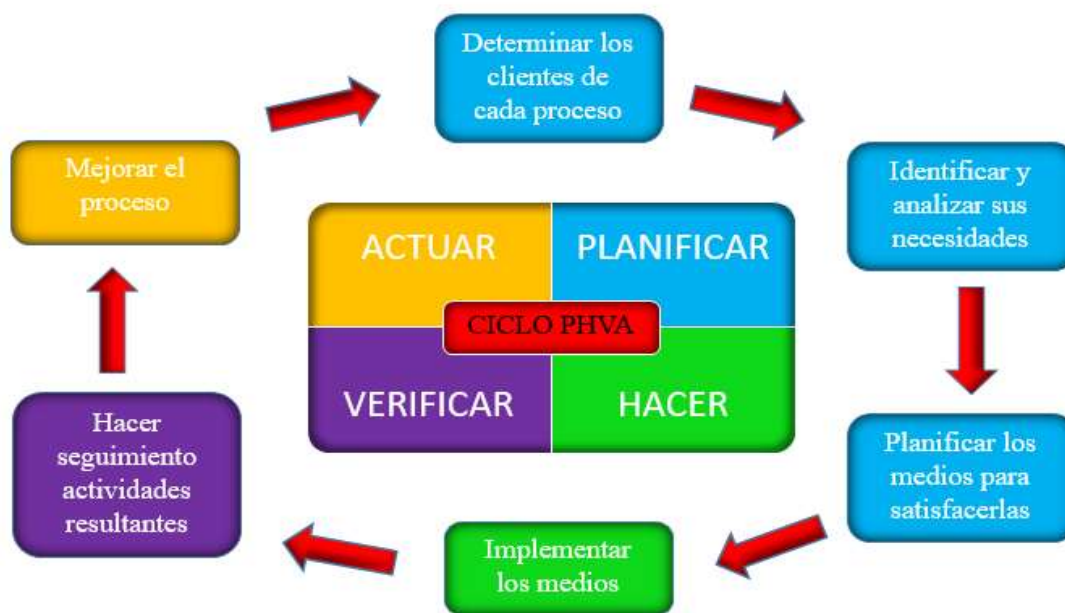 Determinar los
clientes de
cada proceso
Identificar y
analizar sus
necesidades
Planificar los
medios para
satisfacerlas
Implementar
los medios
Hacer
seguimiento
actividades
resultantes
Mejorar el
proceso
ACTUAR
PLANIFICAR
CICLO PHVA
VERIFICAR
HACER